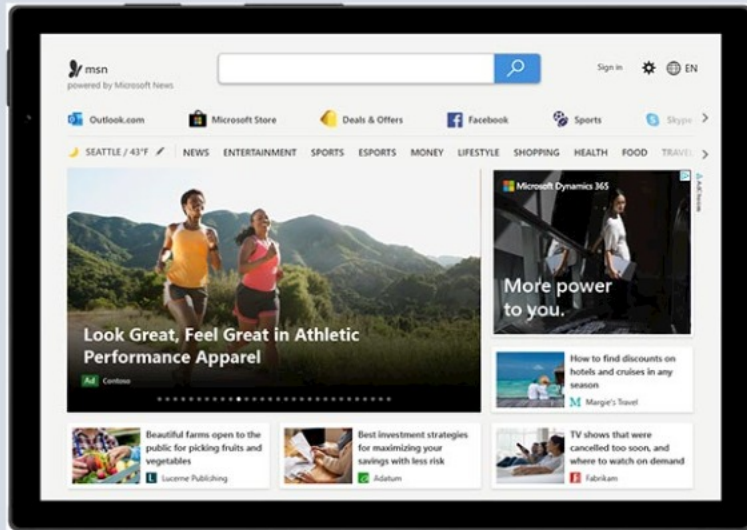 msn
powered by Microsoft News
Sign in
EN
Outlook.com
Microsoft Store
Deals & Offers
Facebook
Sports
Skype
SEATTLE / 43°F
NEWS
ENTERTAINMENT
SPORTS
ESPORTS
MONEY
LIFESTYLE
SHOPPING
HEALTH
FOOD
TRAVEL
Look Great, Feel Great in Athletic
Performance Apparel
Ad Contoso
Microsoft Dynamics 365
AdChoices
More power
to you.
How to find discounts on
hotels and cruises in any
season
Margie's Travel
Beautiful farms open to the
public for picking fruits and
vegetables
L Lucerne Publishing
Best investment strategies
for maximizing your
savings with less risk
Adatum
TV shows that were
cancelled too soon, and
where to watch on demand
Fabrikam